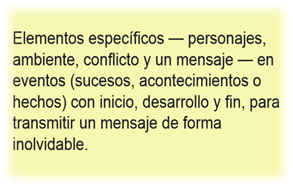 Elementos específicos — personajes,
ambiente, conflicto y un mensaje — en
eventos (sucesos, acontecimientos o
hechos) con inicio, desarrollo y fin, para
transmitir un mensaje de forma
inolvidable.